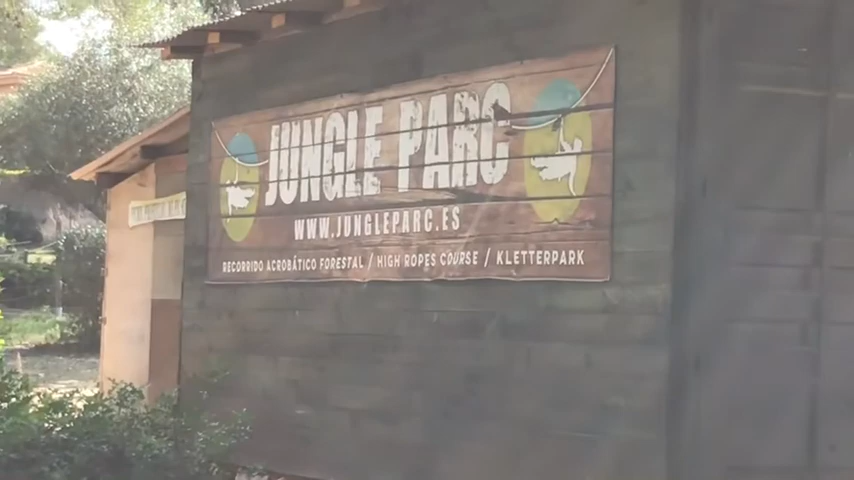 JUNGLE PARC
WWW.JUNGLEPARC.ES
RECORRIDO ACROBÁTICO FORESTAL / HIGH ROPES COURSE / KLETTERPARK